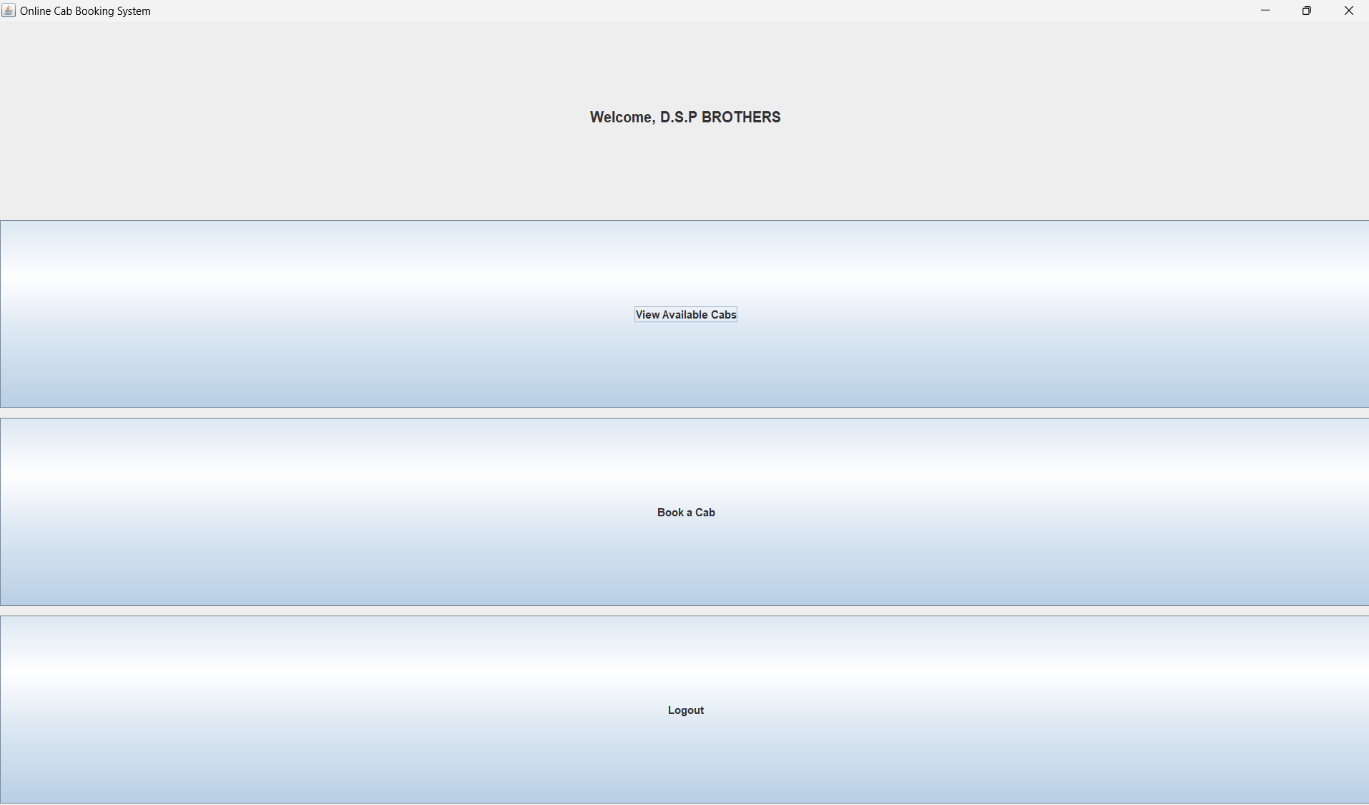 Online Cab Booking System
Welcome, D.S.P BROTHERS
View Available Cabs
Book a Cab
Logout